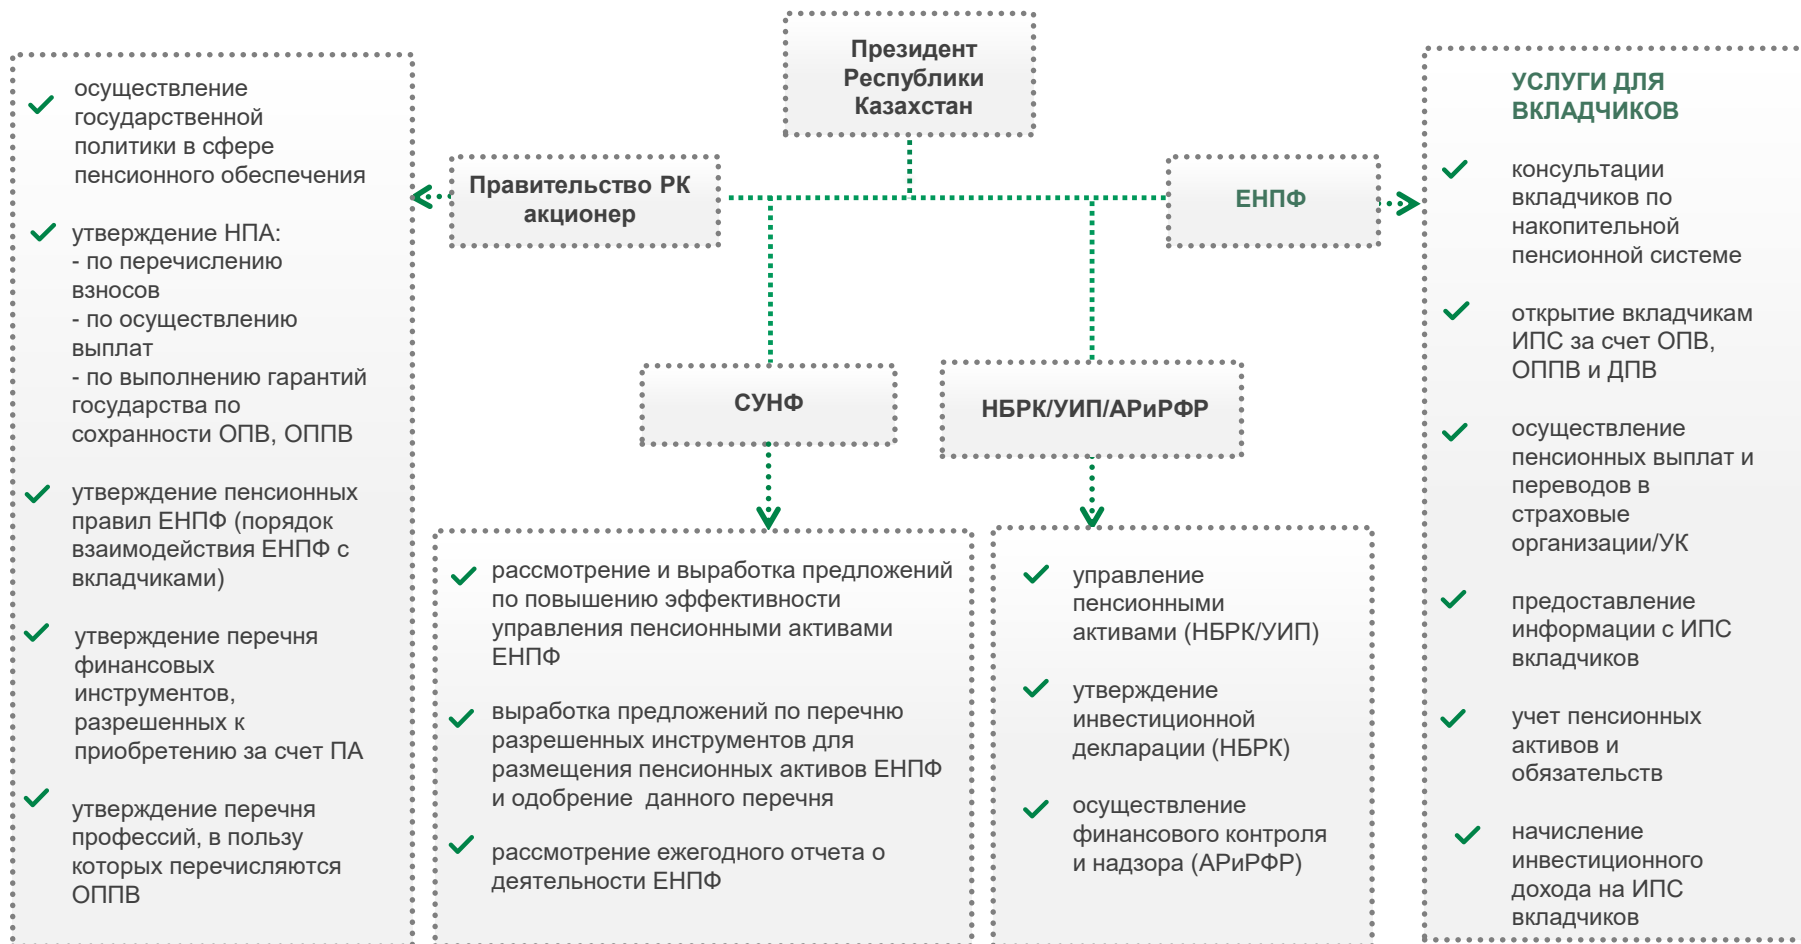 Президент
Республики
Казахстан
Правительство РК
акционер
ЕНПФ
СУНФ
НБРК/УИП/АРиРФР
осуществление
государственной
политики в сфере
пенсионного обеспечения
утверждение НПА:
- по перечислению
взносов
- по осуществлению
выплат
- по выполнению гарантий
государства по
сохранности ОПВ, ОППВ
утверждение пенсионных
правил ЕНПФ (порядок
взаимодействия ЕНПФ с
вкладчиками)
утверждение перечня
финансовых
инструментов,
разрешенных к
приобретению за счет ПА
утверждение перечня
профессий, в пользу
которых перечисляются
ОППВ
рассмотрение и выработка предложений
по повышению эффективности
управления пенсионными активами
ЕНПФ
выработка предложений по перечню
разрешенных инструментов для
размещения пенсионных активов ЕНПФ
и одобрение данного перечня
рассмотрение ежегодного отчета о
деятельности ЕНПФ
управление
пенсионными
активами (НБРК/УИП)
утверждение
инвестиционной
декларации (НБРК)
осуществление
финансового контроля
и надзора (АРиРФР)
УСЛУГИ ДЛЯ
ВКЛАДЧИКОВ
консультации
вкладчиков по
накопительной
пенсионной системе
открытие вкладчикам
ИПС за счет ОПВ,
ОППВ и ДПВ
осуществление
пенсионных выплат и
переводов в
страховые
организации/УК
предоставление
информации с ИПС
вкладчиков
учет пенсионных
активов и
обязательств
начисление
инвестиционного
дохода на ИПС
вкладчиков